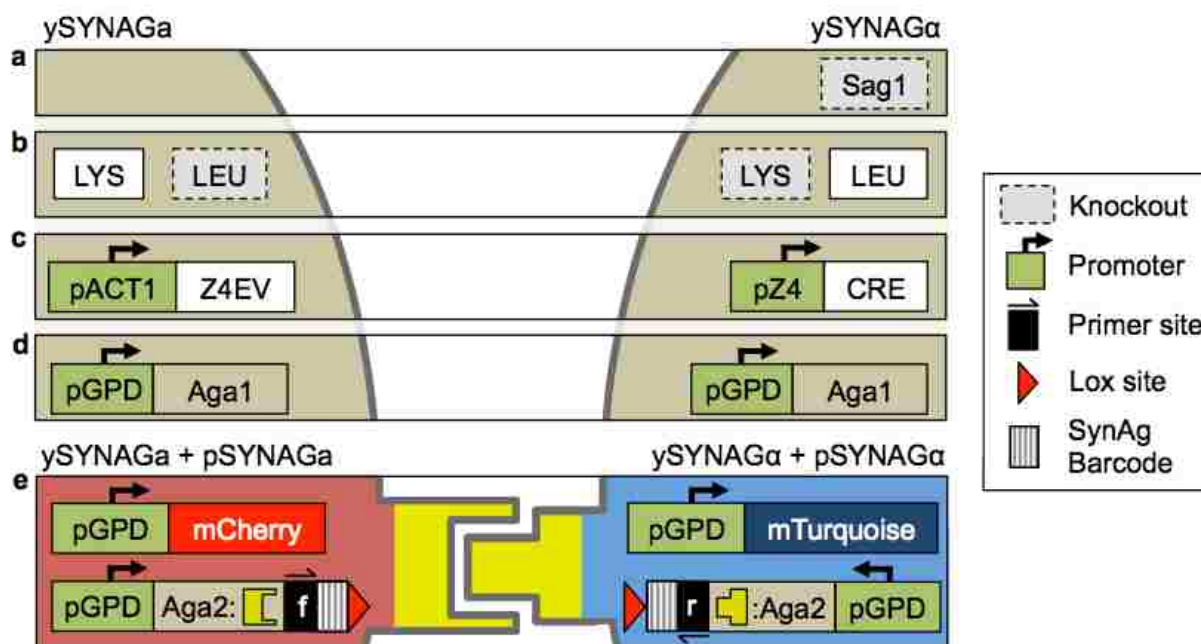 ySYNAGa ySYNAGα
a Sag1
b LYS LEU LYS LEU
c pACT1 Z4EV pZ4 CRE
d pGPD Aga1 pGPD Aga1
ySYNAGa + pSYNAGa ySYNAGα + pSYNAGα
e pGPD mCherry pGPD mTurquoise
pGPD Aga2: f r :Aga2 pGPD
Knockout
Promoter
Primer site
Lox site
SynAg
Barcode